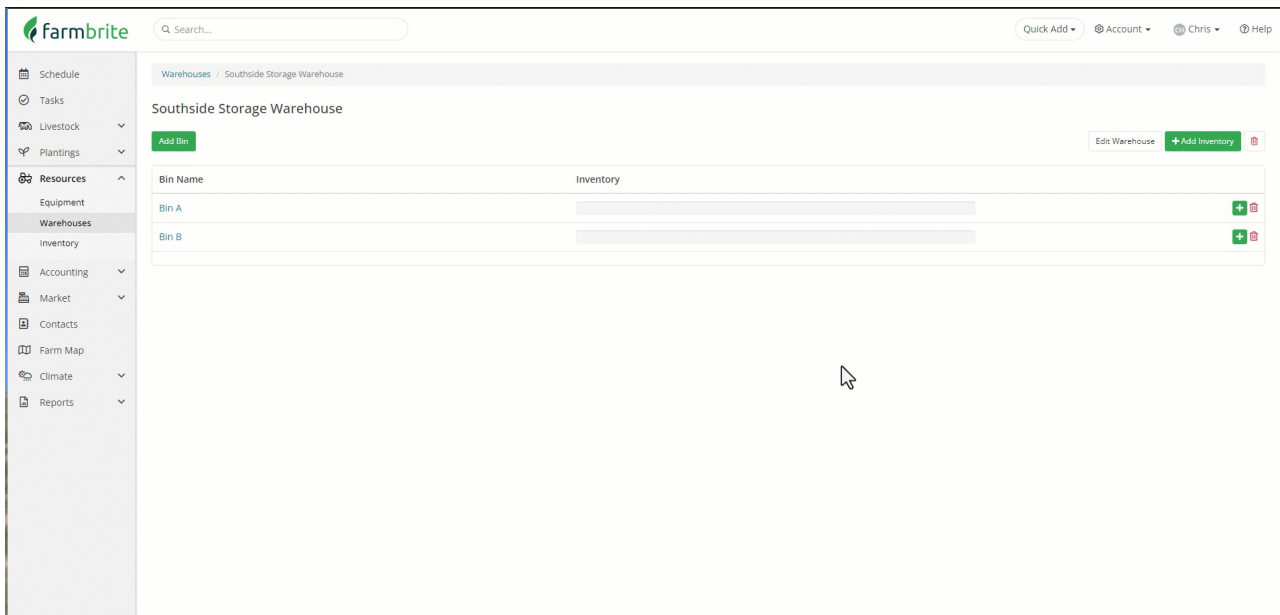 farmbrite
Search...
Quick Add
Account
CH Chris
Help
Schedule
Tasks
Livestock
Plantings
Resources
Equipment
Warehouses
Inventory
Accounting
Market
Contacts
Farm Map
Climate
Reports
Warehouses / Southside Storage Warehouse
Southside Storage Warehouse
Add Bin
Edit Warehouse
+ Add Inventory
Bin Name Inventory
Bin A
Bin B